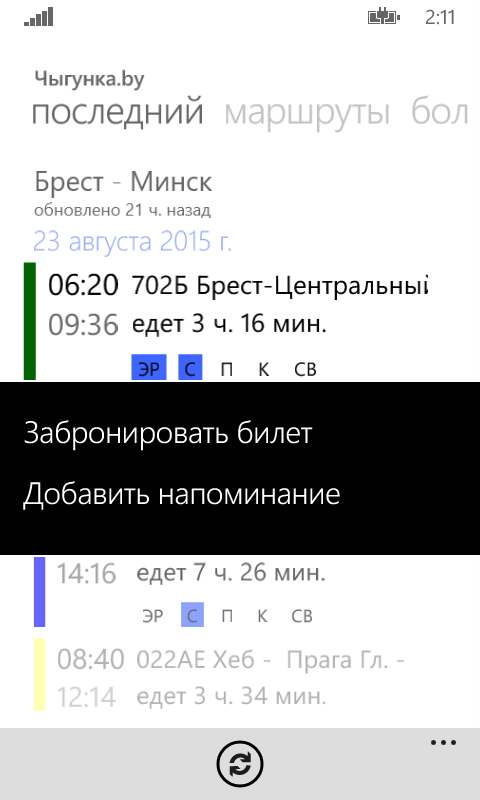 2:11
Чыгунка.by
последний маршруты бол
Брест - Минск
обновлено 21 ч. назад
23 августа 2015 г.
06:20 702Б Брест-Центральный
09:36 едет 3 ч. 16 мин.
ЭР С П К СВ
Забронировать билет
Добавить напоминание
14:16 едет 7 ч. 26 мин.
ЭР С П К СВ
08:40 022АЕ Хеб - Прага Гл. -
12:14 едет 3 ч. 34 мин.